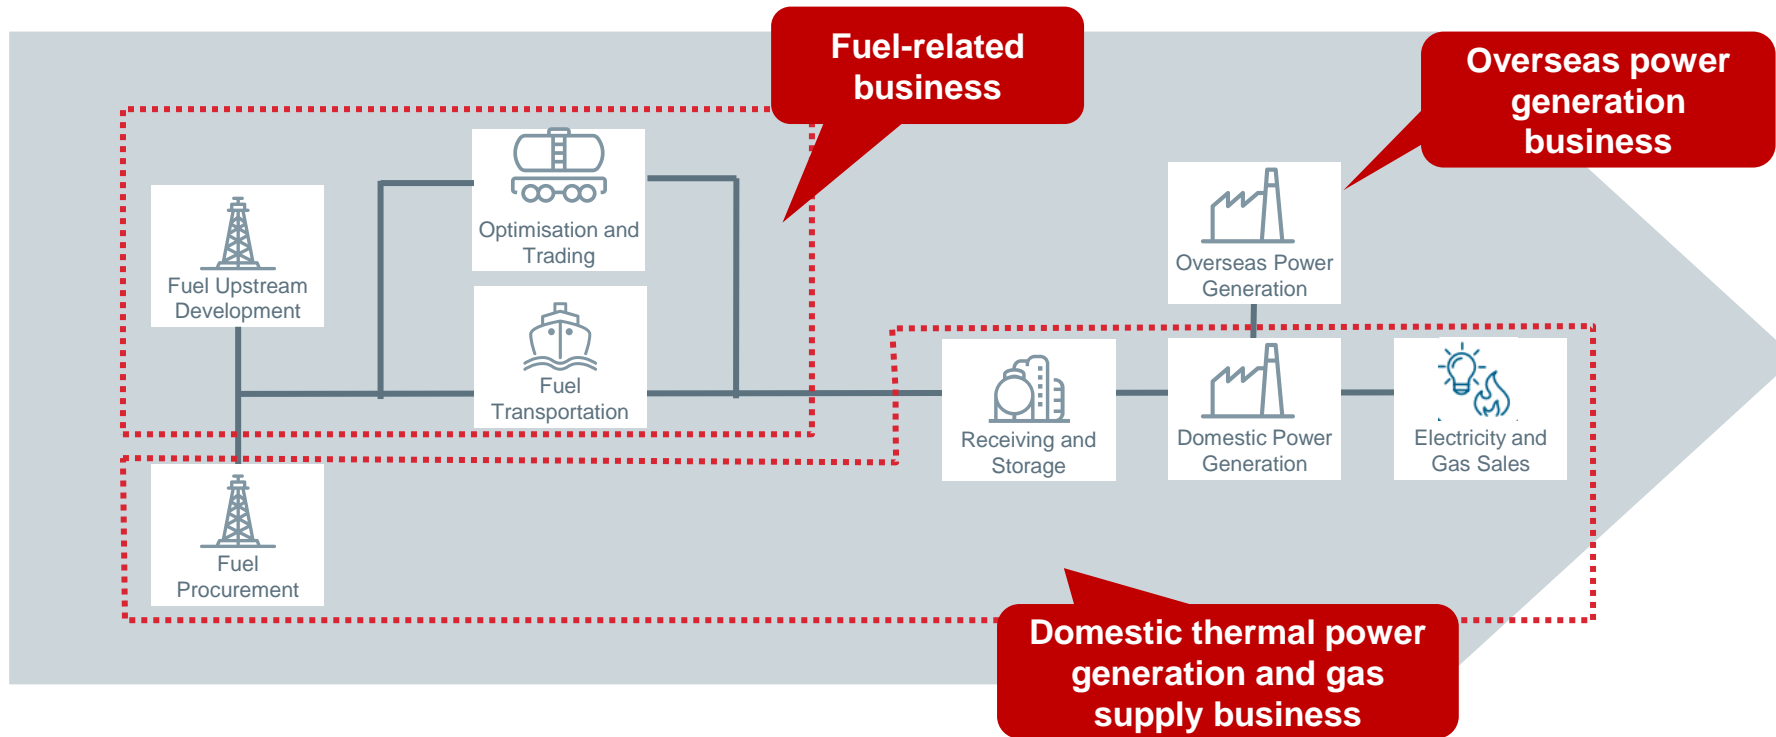 Fuel-related
business
Overseas power
generation
business
Optimisation and
Trading
Fuel Upstream
Development
Fuel
Transportation
Overseas Power
Generation
Receiving and
Storage
Domestic Power
Generation
Electricity and
Gas Sales
Fuel
Procurement
Domestic thermal power
generation and gas
supply business